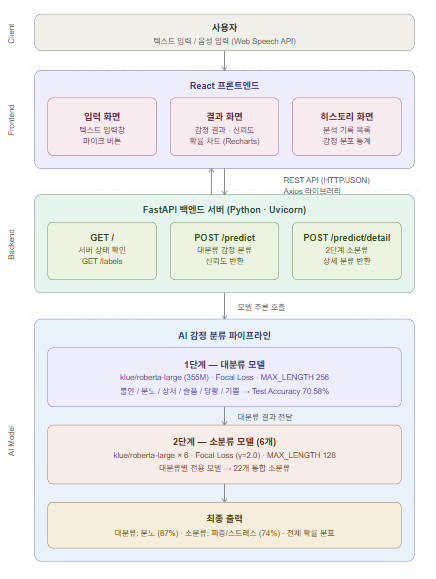 Client
사용자
텍스트 입력 / 음성 입력 (Web Speech API)
Frontend
React 프론트엔드
입력 화면
텍스트 입력창
마이크 버튼
결과 화면
감정 결과 · 신뢰도
확률 차트 (Recharts)
히스토리 화면
분석 기록 목록
감정 분포 통계
REST API (HTTP/JSON)
Axios 라이브러리
Backend
FastAPI 백엔드 서버 (Python · Uvicorn)
GET /
서버 상태 확인
GET /labels
POST /predict
대분류 감정 분류
신뢰도 반환
POST /predict/detail
2단계 소분류
상세 분류 반환
모델 추론 호출
AI Model
AI 감정 분류 파이프라인
1단계 — 대분류 모델
klue/roberta-large (355M) · Focal Loss · MAX_LENGTH 256
불안 / 분노 / 상처 / 슬픔 / 당황 / 기쁨 → Test Accuracy 70.58%
대분류 결과 전달
2단계 — 소분류 모델 (6개)
klue/roberta-large × 6 · Focal Loss (γ=2.0) · MAX_LENGTH 128
대분류별 전용 모델 → 22개 통합 소분류
최종 출력
대분류: 분노 (87%) · 소분류: 짜증/스트레스 (74%) · 전체 확률 분포